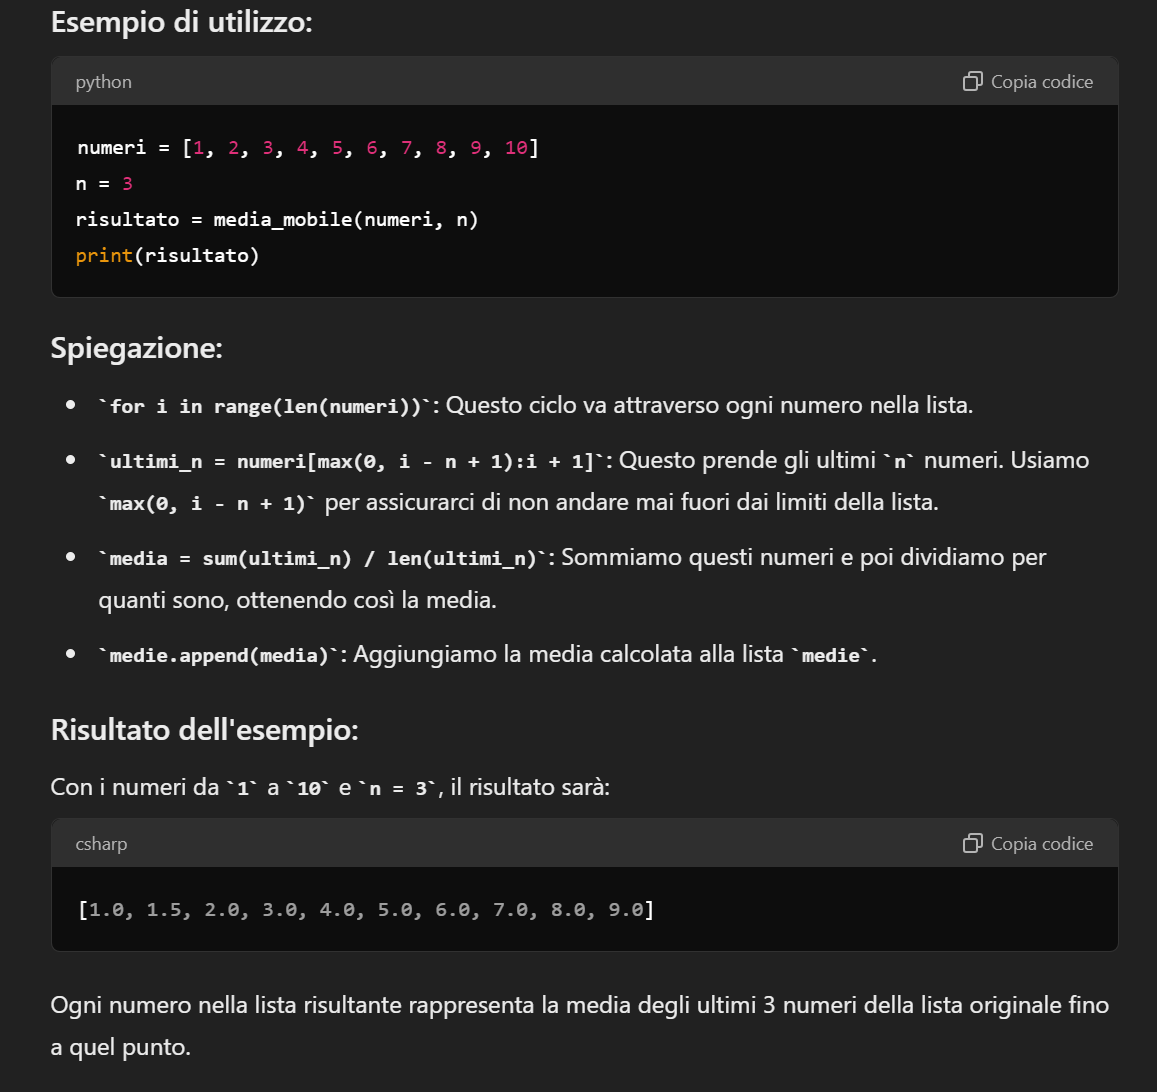 Esempio di utilizzo:
python
Copia codice
numeri = [1, 2, 3, 4, 5, 6, 7, 8, 9, 10]
n = 3
risultato = media_mobile(numeri, n)
print(risultato)
Spiegazione:
`for i in range(len(numeri))`: Questo ciclo va attraverso ogni numero nella lista.
`ultimi_n = numeri[max(0, i - n + 1):i + 1]`: Questo prende gli ultimi `n` numeri. Usiamo
`max(0, i - n + 1)` per assicurarci di non andare mai fuori dai limiti della lista.
`media = sum(ultimi_n) / len(ultimi_n)`: Sommiamo questi numeri e poi dividiamo per
quanti sono, ottenendo così la media.
`medie.append(media)`: Aggiungiamo la media calcolata alla lista `medie`.
Risultato dell'esempio:
Con i numeri da `1` a `10` e `n = 3`, il risultato sarà:
csharp
Copia codice
[1.0, 1.5, 2.0, 3.0, 4.0, 5.0, 6.0, 7.0, 8.0, 9.0]
Ogni numero nella lista risultante rappresenta la media degli ultimi 3 numeri della lista originale fino
a quel punto.